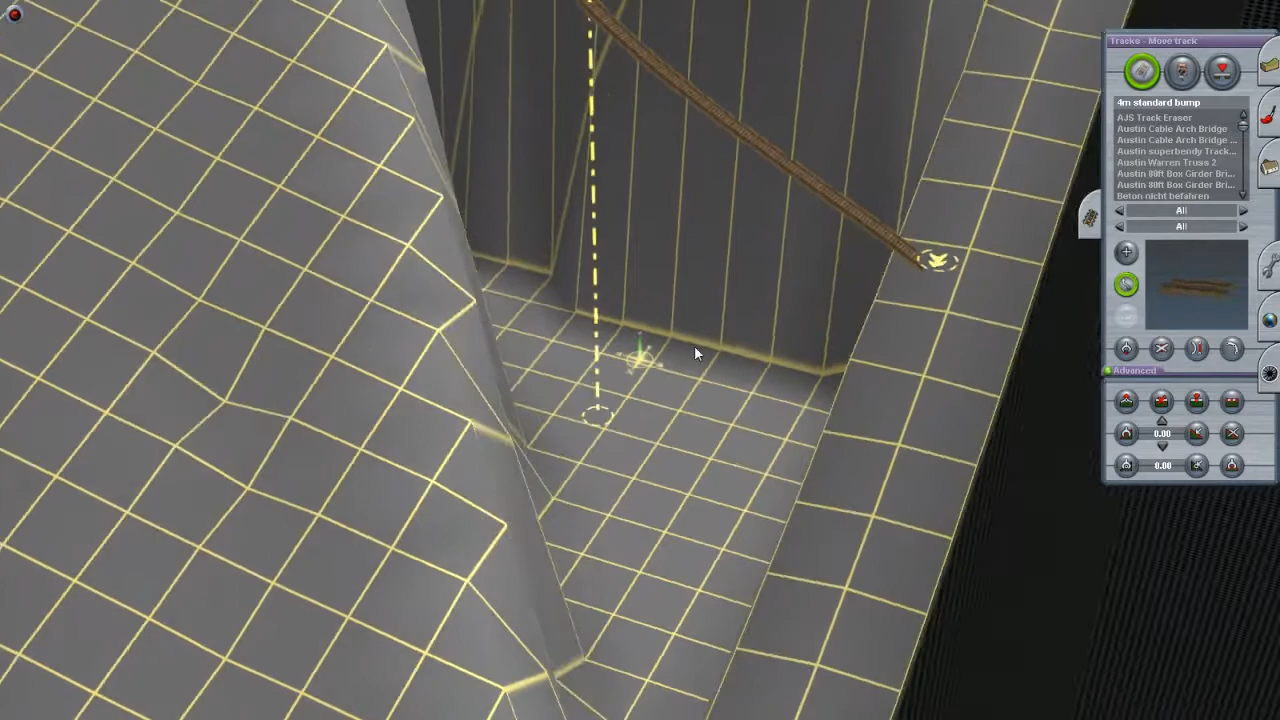 Tracks - Move track
4m standard bump
AJS Track Eraser
Austin Cable Arch Bridge
Austin Cable Arch Bridge ...
Austin superbendy Track...
Austin Warren Truss 2
Austin 80ft Box Girder Bri...
Austin 80ft Box Girder Bri...
Beton nicht befahren
All
All
Advanced
0.00
0.00